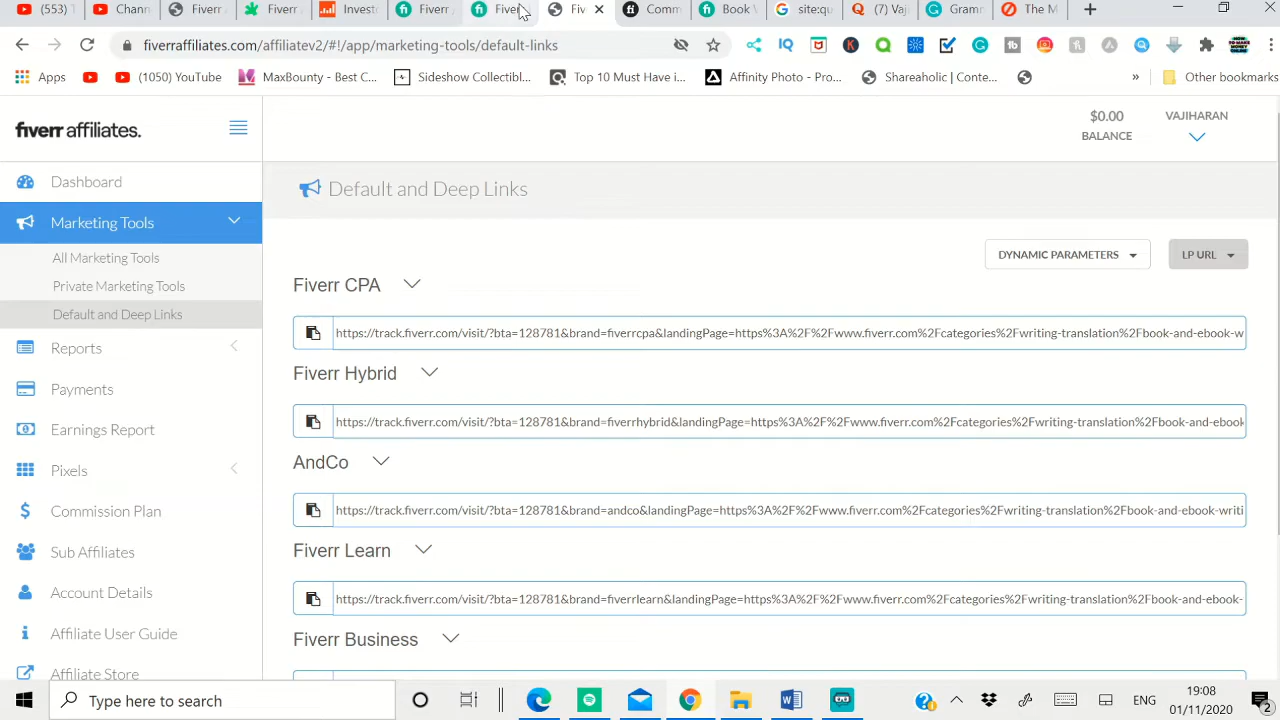 (553) T
Chann
Fiverr
Fiverr
Invest
Fiverr
Fiverr
Fiv
Comm
Book V
site:qu
(7) Vaj
Gramn
The M
fiverraffiliates.com/affiliatev2/#!/app/marketing-tools/default-links
Apps
(1050) YouTube
MaxBounty - Best C...
Sideshow Collectibl...
Top 10 Must Have i...
Affinity Photo - Pro...
Shareaholic | Conte...
»
Other bookmarks
fiverr affiliates.
$0.00
BALANCE
VAJIHARAN
Dashboard
Marketing Tools
All Marketing Tools
Private Marketing Tools
Default and Deep Links
Reports
Payments
Earnings Report
Pixels
Commission Plan
Sub Affiliates
Account Details
Affiliate User Guide
Affiliate Store
Default and Deep Links
DYNAMIC PARAMETERS
LP URL
Fiverr CPA
https://track.fiverr.com/visit/?bta=128781&brand=fiverrcpa&landingPage=https%3A%2F%2Fwww.fiverr.com%2Fcategories%2Fwriting-translation%2Fbook-and-ebook-w
Fiverr Hybrid
https://track.fiverr.com/visit/?bta=128781&brand=fiverrhybrid&landingPage=https%3A%2F%2Fwww.fiverr.com%2Fcategories%2Fwriting-translation%2Fbook-and-ebook
AndCo
https://track.fiverr.com/visit/?bta=128781&brand=andco&landingPage=https%3A%2F%2Fwww.fiverr.com%2Fcategories%2Fwriting-translation%2Fbook-and-ebook-writi
Fiverr Learn
https://track.fiverr.com/visit/?bta=128781&brand=fiverrlearn&landingPage=https%3A%2F%2Fwww.fiverr.com%2Fcategories%2Fwriting-translation%2Fbook-and-ebook-
Fiverr Business
Type here to search
ENG
19:08
01/11/2020
2